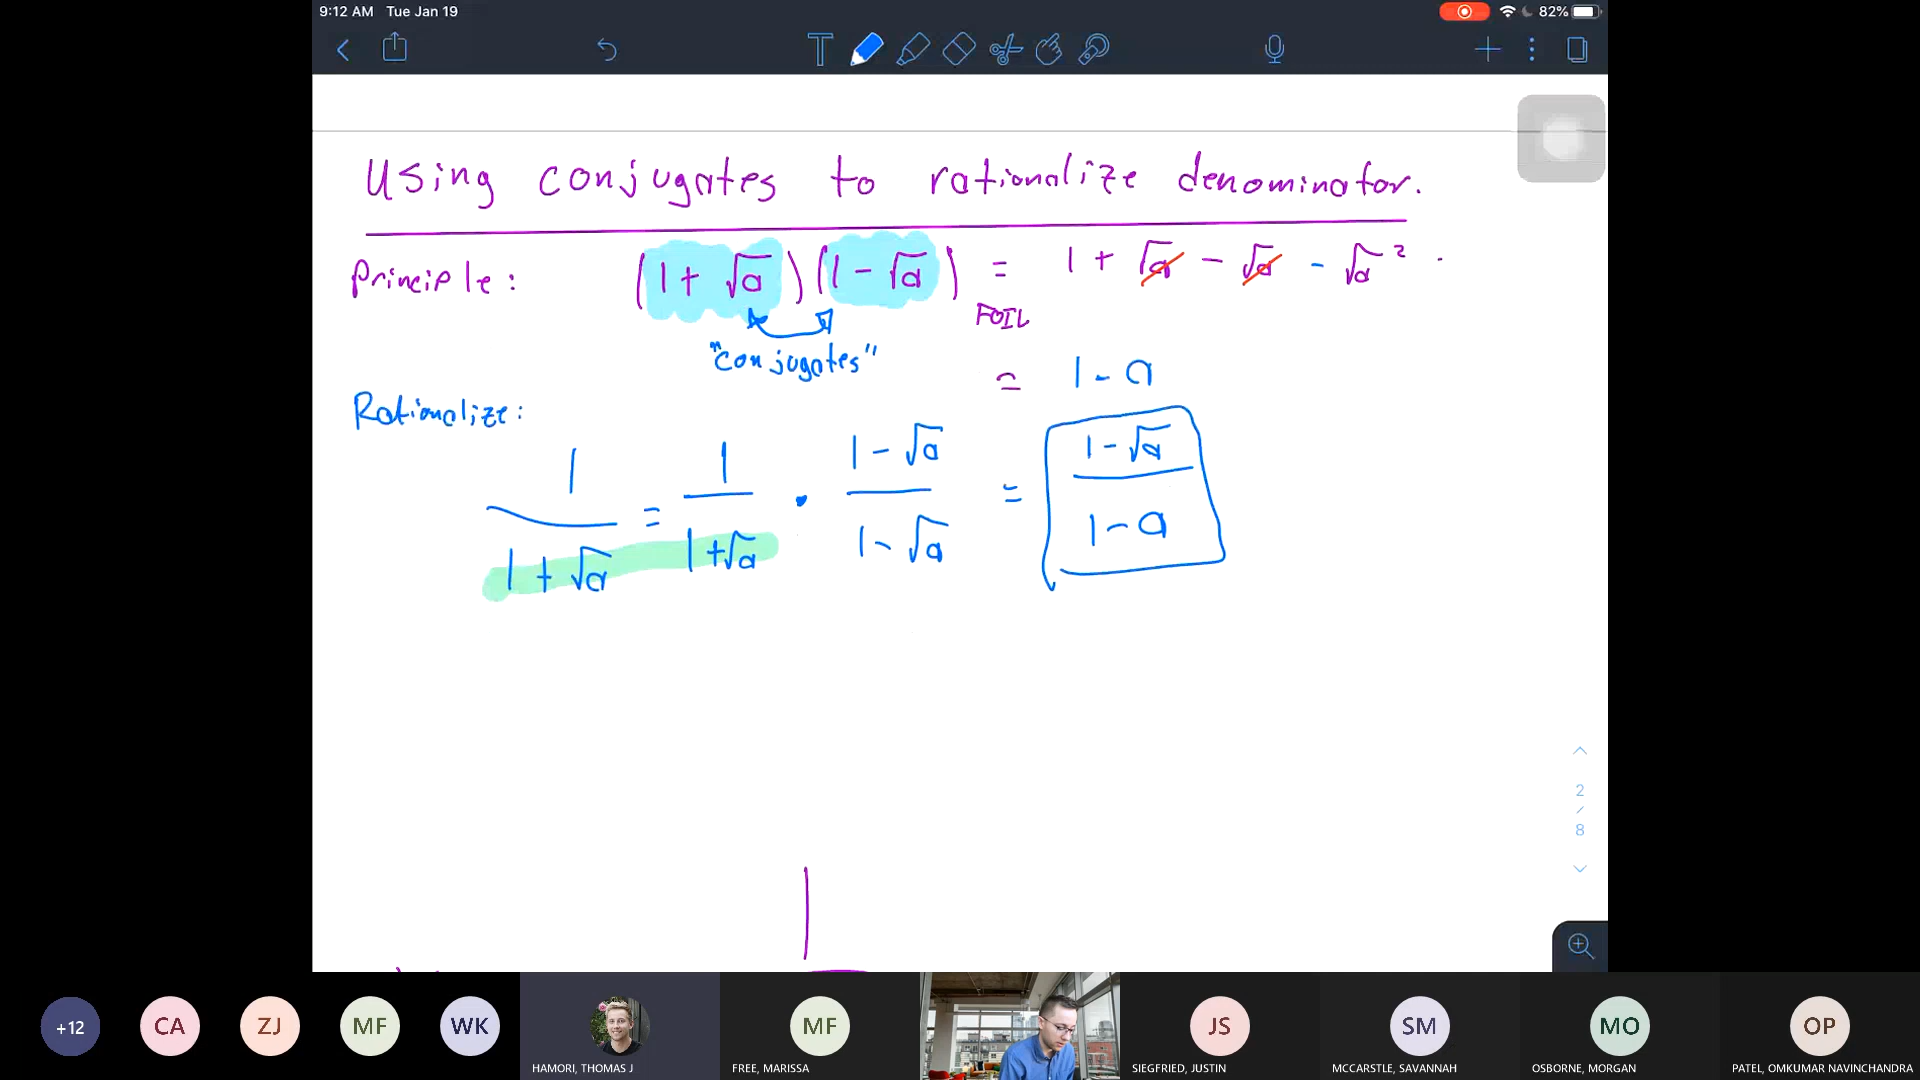 9:12 AM Tue Jan 19 82%
Using conjugates to rationalize denominator.
Principle: (1 + √a)(1 - √a) = 1 + √a - √a - √a²
FOIL
"conjugates"
= 1 - a
Rationalize:
1 / (1 + √a) = 1 / (1 + √a) · (1 - √a) / (1 - √a) = (1 - √a) / (1 - a)
2
/
8
+12
CA
ZJ
MF
WK
HAMORI, THOMAS J
MF
FREE, MARISSA
JS
SIEGFRIED, JUSTIN
SM
MCCARSTLE, SAVANNAH
MO
OSBORNE, MORGAN
OP
PATEL, OMKUMAR NAVINCHANDRA